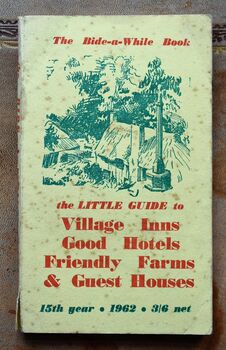 The Bide-a-While Book
the LITTLE GUIDE to
Village Inns
Good Hotels
Friendly Farms
& Guest Houses
15th year • 1962 • 3/6 net